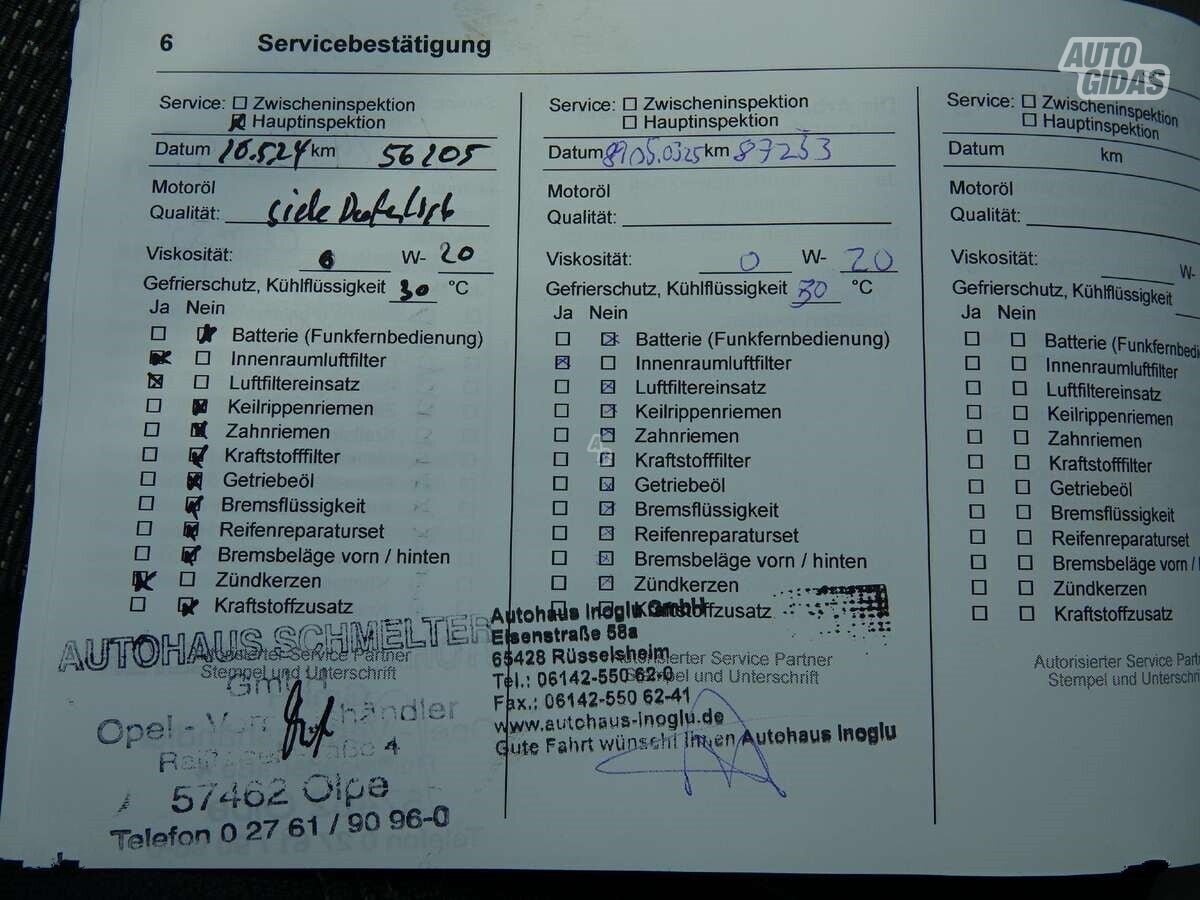 6 Servicebestätigung
AUTO
GIDAS
Service: Zwischeninspektion
Hauptinspektion
Datum 16.524 km 56205
Motoröl
Qualität: siehe
Viskosität: 0 W- 20
Gefrierschutz, Kühlflüssigkeit 30 °C
Ja Nein
Batterie (Funkfernbedienung)
Innenraumluftfilter
Luftfiltereinsatz
Keilrippenriemen
Zahnriemen
Kraftstofffilter
Getriebeöl
Bremsflüssigkeit
Reifenreparaturset
Bremsbeläge vorn / hinten
Zündkerzen
Kraftstoffzusatz
AUTOHAUS SCHMELTER
Autorisierter Service Partner
Stempel und Unterschrift
GmbH
Opel - händler
4
57462 Olpe
Telefon 0 27 61 / 90 96-0
Service: Zwischeninspektion
Hauptinspektion
Datum km 87253
Motoröl
Qualität:
Viskosität: 0 W- 20
Gefrierschutz, Kühlflüssigkeit 30 °C
Ja Nein
Batterie (Funkfernbedienung)
Innenraumluftfilter
Luftfiltereinsatz
Keilrippenriemen
Zahnriemen
Kraftstofffilter
Getriebeöl
Bremsflüssigkeit
Reifenreparaturset
Bremsbeläge vorn / hinten
Zündkerzen
Kraftstoffzusatz
Autohaus Inoglu GmbH
Eisenstraße 58a
65428 Rüsselsheim
Autorisierter Service Partner
Tel.: 06142-550 62-0
Stempel und Unterschrift
Fax.: 06142-550 62-41
www.autohaus-inoglu.de
Gute Fahrt wünscht Ihnen Autohaus Inoglu
Service: Zwischeninspektion
Hauptinspektion
Datum km
Motoröl
Qualität:
Viskosität: W-
Gefrierschutz, Kühlflüssigkeit
Ja Nein
Batterie (Funkfernbedi
Innenraumluftfilter
Luftfiltereinsatz
Keilrippenriemen
Zahnriemen
Kraftstofffilter
Getriebeöl
Bremsflüssigkeit
Reifenreparaturset
Bremsbeläge vorn /
Zündkerzen
Kraftstoffzusatz
Autorisierter Service Part
Stempel und Unterschri